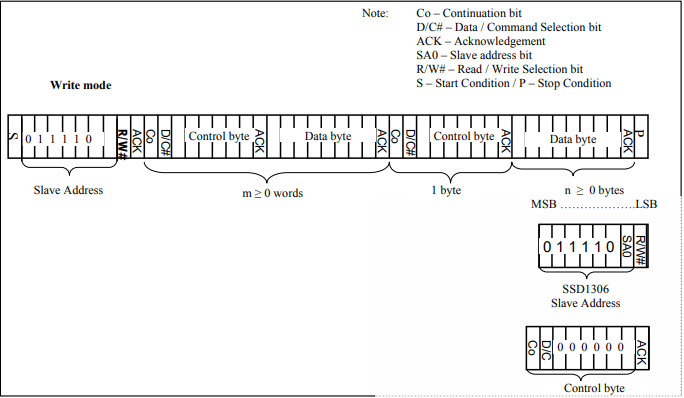 Note: Co – Continuation bit
D/C# – Data / Command Selection bit
ACK – Acknowledgement
SA0 – Slave address bit
R/W# – Read / Write Selection bit
S – Start Condition / P – Stop Condition
Write mode
S 0 1 1 1 1 0 R/W# ACK Co D/C# Control byte ACK Data byte ACK Co D/C# Control byte ACK Data byte ACK P
Slave Address
m ≥ 0 words
1 byte
n ≥ 0 bytes
MSB ………………….LSB
0 1 1 1 1 0 SA0 R/W#
SSD1306
Slave Address
Co D/C 0 0 0 0 0 0 ACK
Control byte